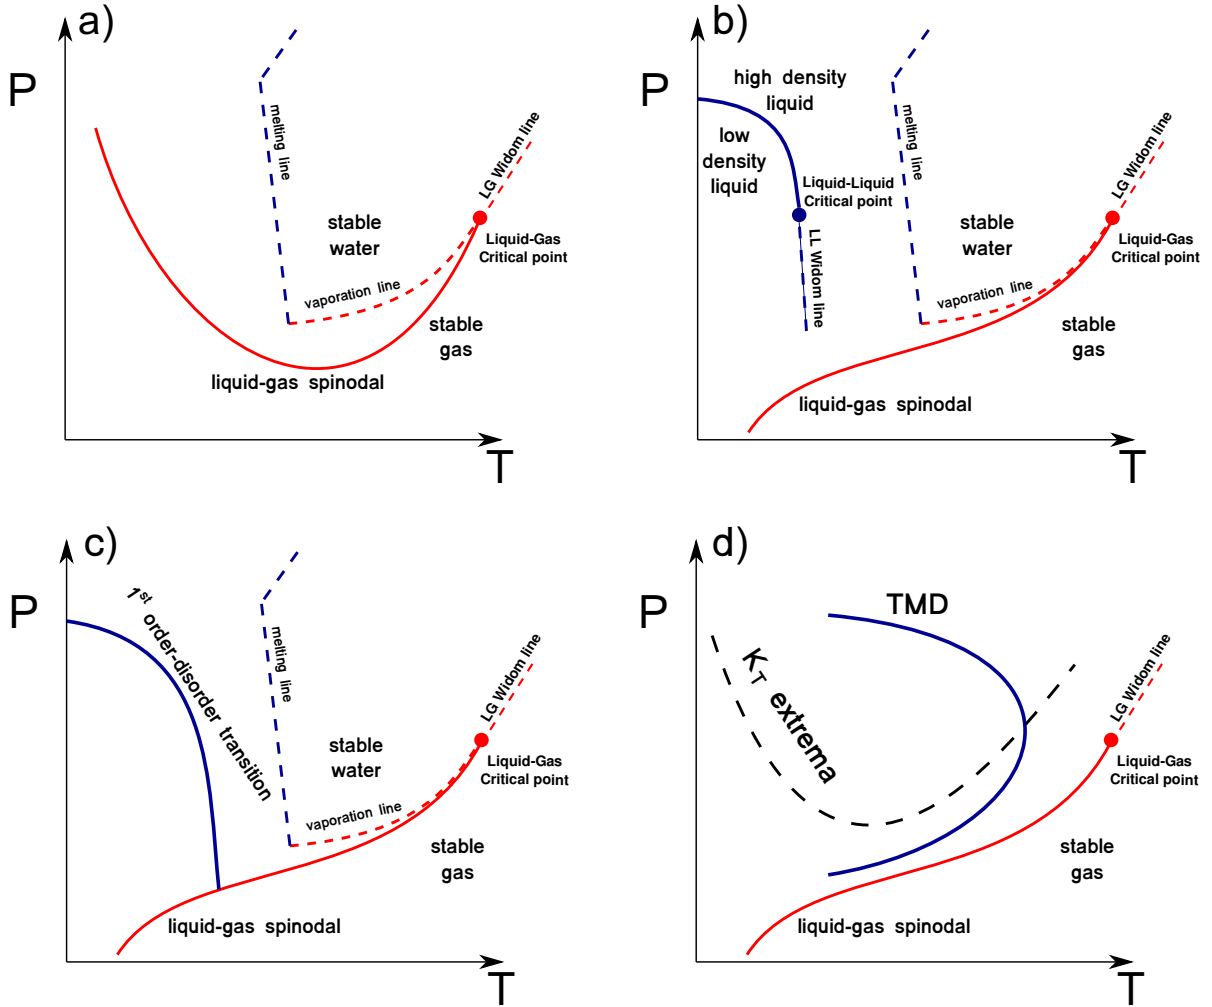 a)
P
melting line
LG Widom line
stable
water
Liquid-Gas
Critical point
vaporation line
stable
gas
liquid-gas spinodal
T
b)
P
high density
liquid
low
density
liquid
melting line
Liquid-Liquid
Critical point
LL Widom line
LG Widom line
stable
water
Liquid-Gas
Critical point
vaporation line
stable
gas
liquid-gas spinodal
T
c)
P
1st order-disorder transition
melting line
LG Widom line
stable
water
Liquid-Gas
Critical point
vaporation line
stable
gas
liquid-gas spinodal
T
d)
P
TMD
KT extrema
LG Widom line
Liquid-Gas
Critical point
stable
gas
liquid-gas spinodal
T